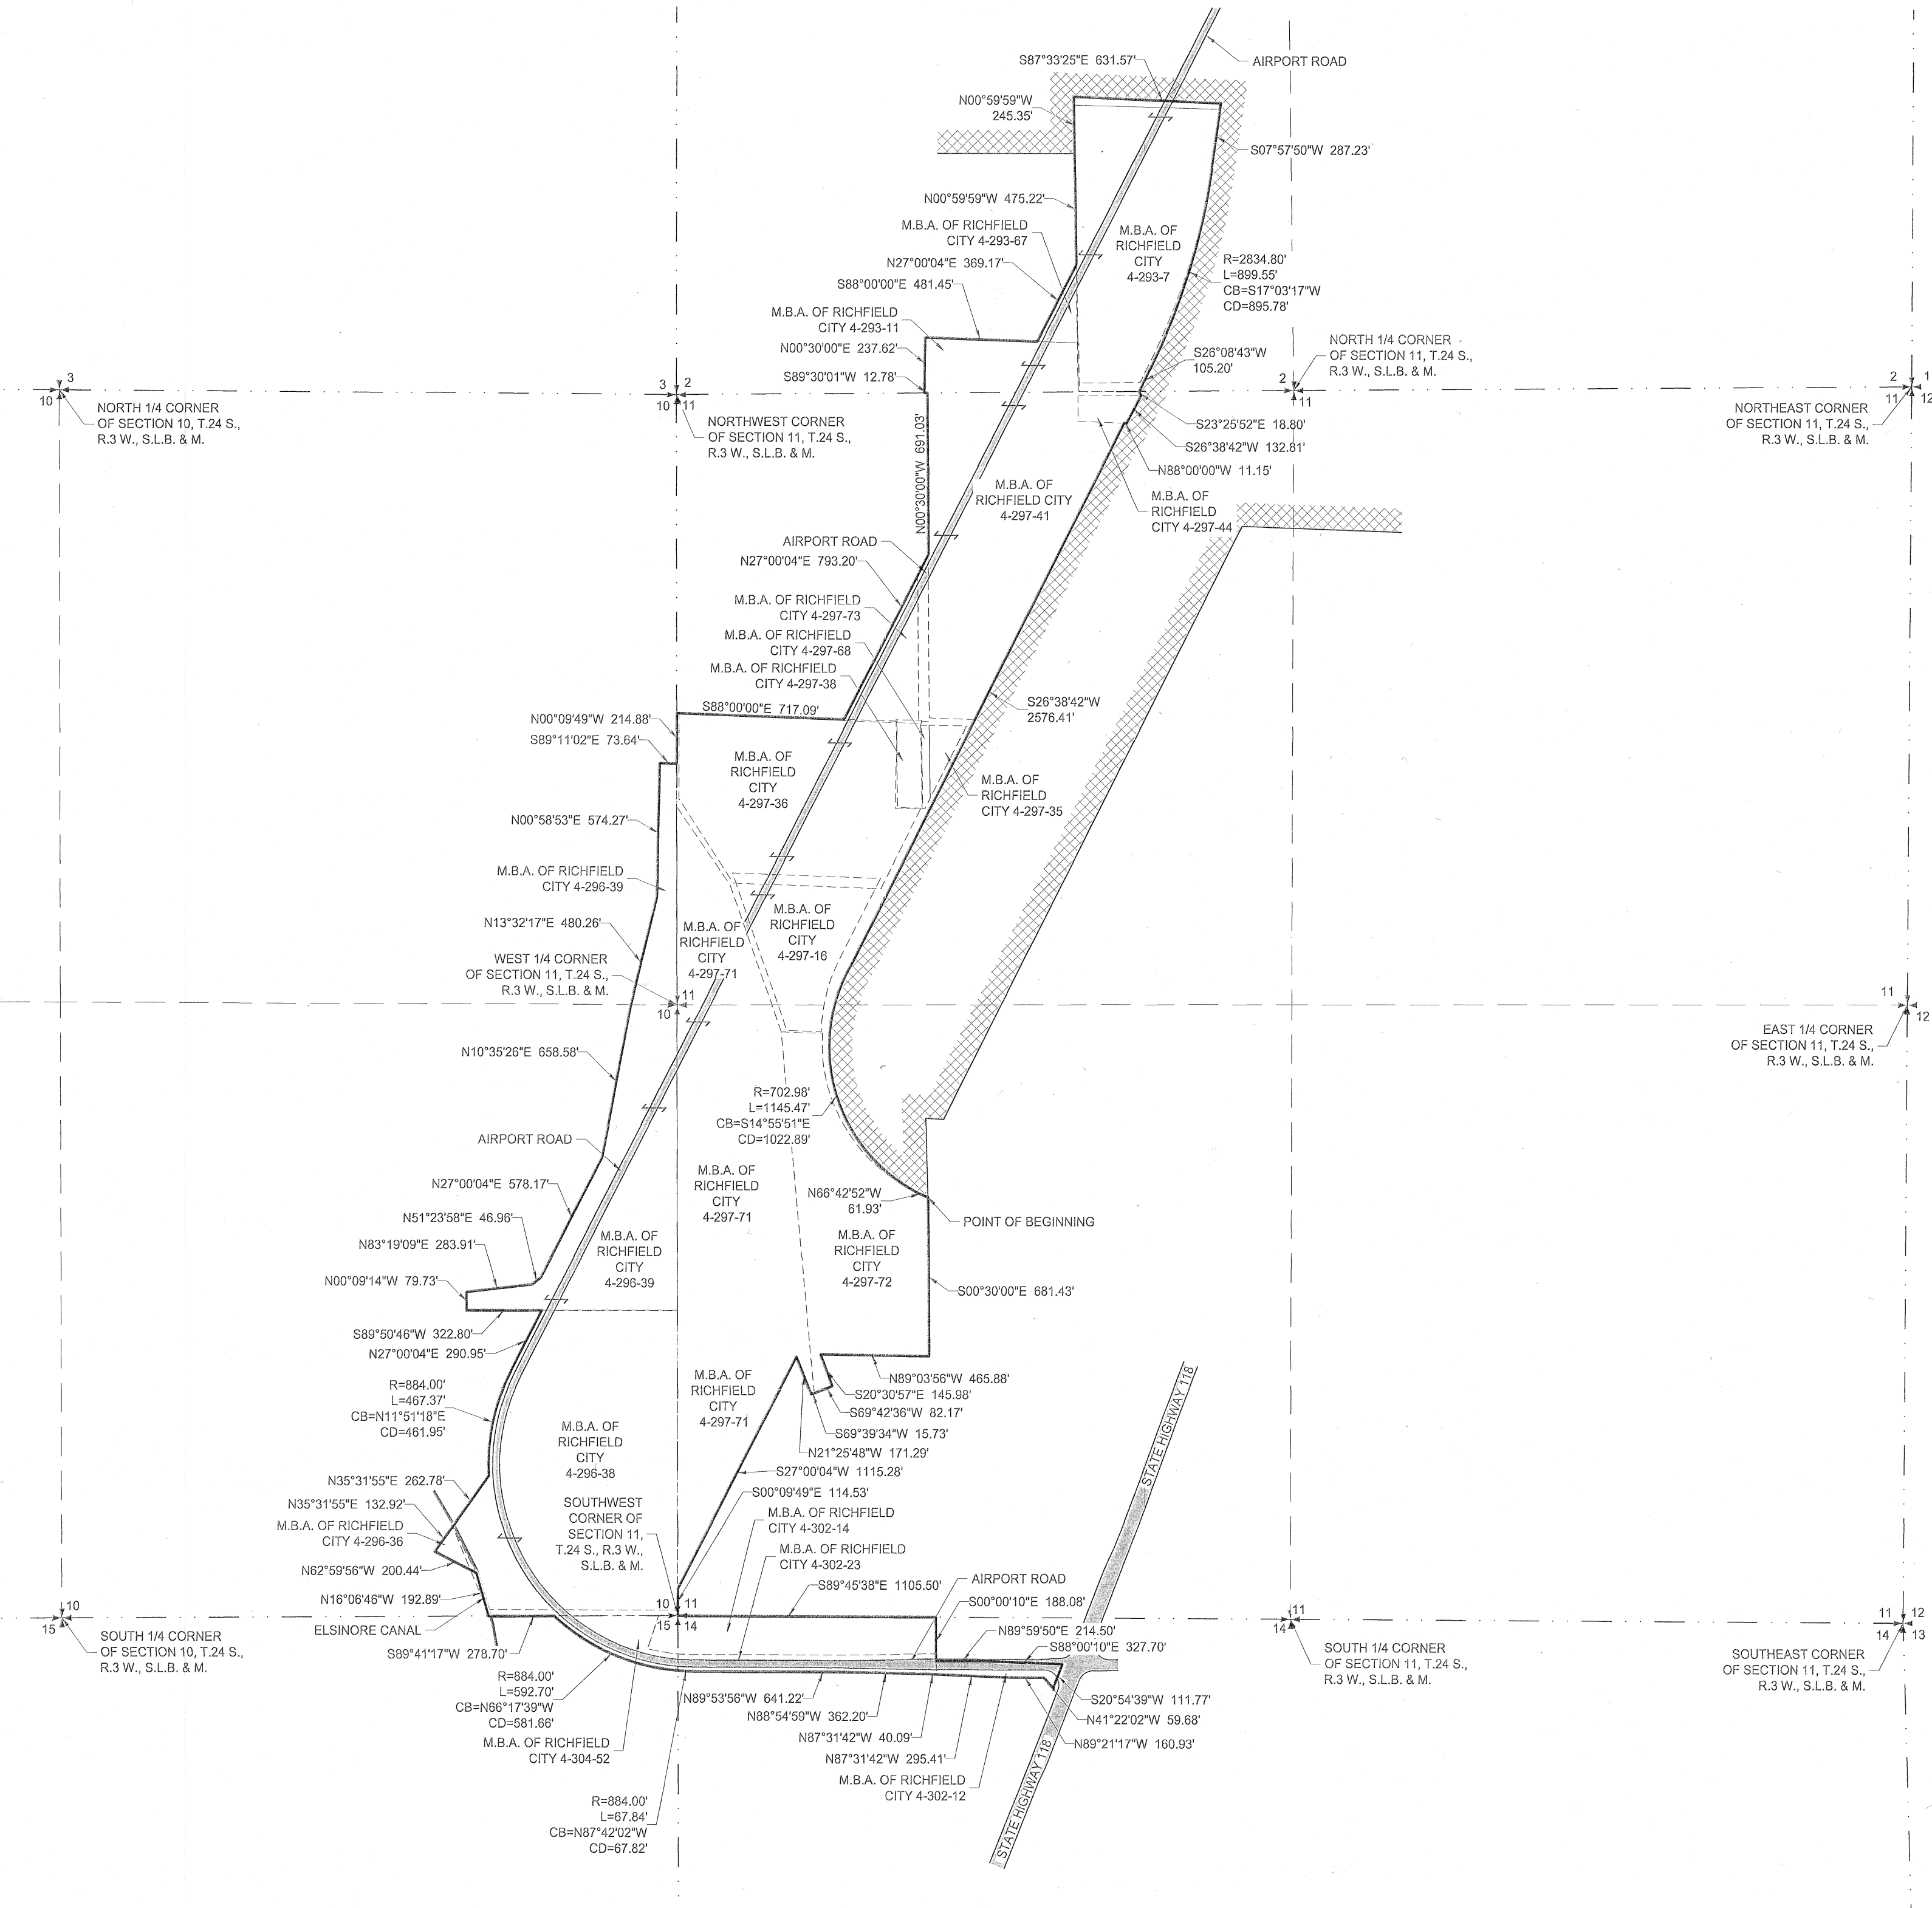 S87°33'25"E 631.57'
AIRPORT ROAD
N00°59'59"W
245.35'
S07°57'50"W 287.23'
N00°59'59"W 475.22'
M.B.A. OF RICHFIELD
CITY 4-293-67
M.B.A. OF
RICHFIELD
CITY
4-293-7
N27°00'04"E 369.17'
R=2834.80'
L=899.55'
CB=S17°03'17"W
CD=895.78'
S88°00'00"E 481.45'
M.B.A. OF RICHFIELD
CITY 4-293-11
N00°30'00"E 237.62'
S89°30'01"W 12.78'
S26°08'43"W
105.20'
NORTH 1/4 CORNER
OF SECTION 11, T.24 S.,
R.3 W., S.L.B. & M.
3
10
3
2
10
11
2
11
2
1
11
12
NORTH 1/4 CORNER
OF SECTION 10, T.24 S.,
R.3 W., S.L.B. & M.
NORTHWEST CORNER
OF SECTION 11, T.24 S.,
R.3 W., S.L.B. & M.
NORTHEAST CORNER
OF SECTION 11, T.24 S.,
R.3 W., S.L.B. & M.
S23°25'52"E 18.80'
S26°38'42"W 132.81'
N88°00'00"W 11.15'
N00°30'00"W 691.03'
M.B.A. OF
RICHFIELD CITY
4-297-41
M.B.A. OF
RICHFIELD
CITY 4-297-44
AIRPORT ROAD
N27°00'04"E 793.20'
M.B.A. OF RICHFIELD
CITY 4-297-73
M.B.A. OF RICHFIELD
CITY 4-297-68
M.B.A. OF RICHFIELD
CITY 4-297-38
S26°38'42"W
2576.41'
S88°00'00"E 717.09'
N00°09'49"W 214.88'
S89°11'02"E 73.64'
M.B.A. OF
RICHFIELD
CITY
4-297-36
M.B.A. OF
RICHFIELD
CITY 4-297-35
N00°58'53"E 574.27'
M.B.A. OF RICHFIELD
CITY 4-296-39
N13°32'17"E 480.26'
M.B.A. OF
RICHFIELD
CITY
4-297-16
M.B.A. OF
RICHFIELD
CITY
4-297-71
WEST 1/4 CORNER
OF SECTION 11, T.24 S.,
R.3 W., S.L.B. & M.
11
10
11
12
EAST 1/4 CORNER
OF SECTION 11, T.24 S.,
R.3 W., S.L.B. & M.
N10°35'26"E 658.58'
R=702.98'
L=1145.47'
CB=S14°55'51"E
CD=1022.89'
AIRPORT ROAD
M.B.A. OF
RICHFIELD
CITY
4-297-71
N27°00'04"E 578.17'
N66°42'52"W
61.93'
POINT OF BEGINNING
N51°23'58"E 46.96'
N83°19'09"E 283.91'
M.B.A. OF
RICHFIELD
CITY
4-296-39
M.B.A. OF
RICHFIELD
CITY
4-297-72
N00°09'14"W 79.73'
S00°30'00"E 681.43'
S89°50'46"W 322.80'
N27°00'04"E 290.95'
R=884.00'
L=467.37'
CB=N11°51'18"E
CD=461.95'
M.B.A. OF
RICHFIELD
CITY
4-297-71
N89°03'56"W 465.88'
S20°30'57"E 145.98'
S69°42'36"W 82.17'
S69°39'34"W 15.73'
N21°25'48"W 171.29'
S27°00'04"W 1115.28'
S00°09'49"E 114.53'
STATE HIGHWAY 118
M.B.A. OF
RICHFIELD
CITY
4-296-38
N35°31'55"E 262.78'
N35°31'55"E 132.92'
M.B.A. OF RICHFIELD
CITY 4-296-36
N62°59'56"W 200.44'
N16°06'46"W 192.89'
ELSINORE CANAL
SOUTHWEST
CORNER OF
SECTION 11,
T.24 S., R.3 W.,
S.L.B. & M.
M.B.A. OF RICHFIELD
CITY 4-302-14
M.B.A. OF RICHFIELD
CITY 4-302-23
S89°45'38"E 1105.50'
AIRPORT ROAD
S00°00'10"E 188.08'
N89°59'50"E 214.50'
S88°00'10"E 327.70'
10
15
10
11
15
14
11
14
11
12
14
13
SOUTH 1/4 CORNER
OF SECTION 10, T.24 S.,
R.3 W., S.L.B. & M.
SOUTH 1/4 CORNER
OF SECTION 11, T.24 S.,
R.3 W., S.L.B. & M.
SOUTHEAST CORNER
OF SECTION 11, T.24 S.,
R.3 W., S.L.B. & M.
S89°41'17"W 278.70'
R=884.00'
L=592.70'
CB=N66°17'39"W
CD=581.66'
M.B.A. OF RICHFIELD
CITY 4-304-52
N89°53'56"W 641.22'
N88°54'59"W 362.20'
N87°31'42"W 40.09'
N87°31'42"W 295.41'
M.B.A. OF RICHFIELD
CITY 4-302-12
S20°54'39"W 111.77'
N41°22'02"W 59.68'
N89°21'17"W 160.93'
STATE HIGHWAY 118
R=884.00'
L=67.84'
CB=N87°42'02"W
CD=67.82'